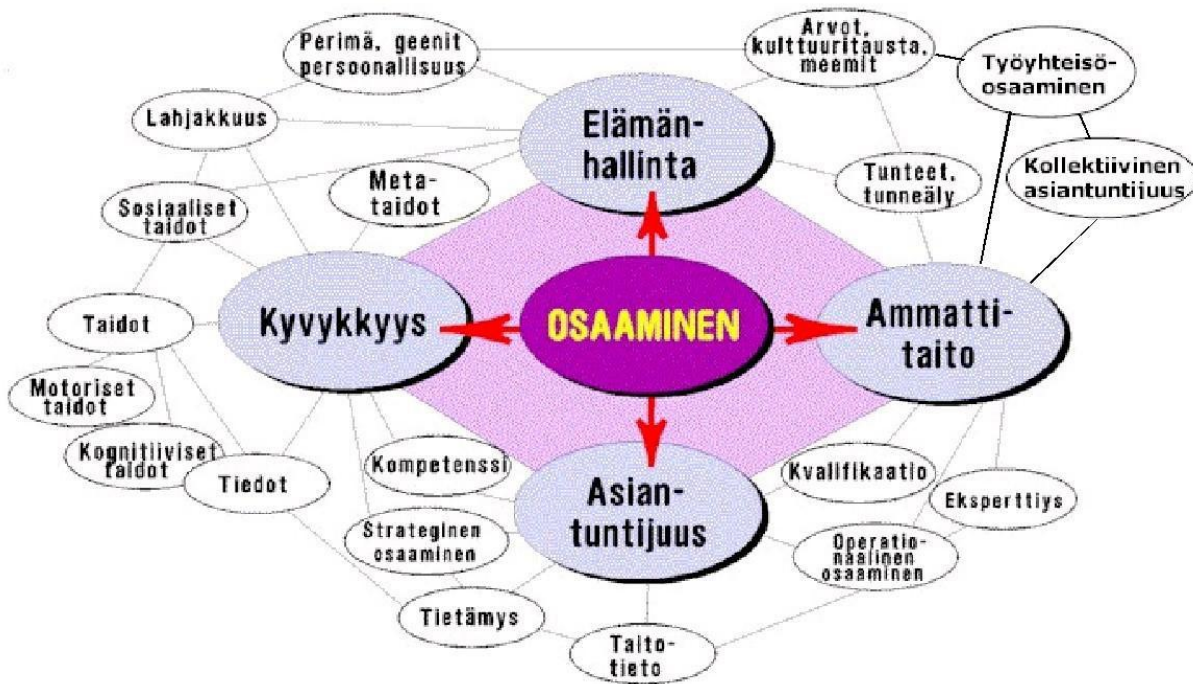 Perimä, geenit
persoonallisuus
Arvot,
kulttuuritausta,
meemit
Työyhteisö-
osaaminen
Lahjakkuus
Elämän-
hallinta
Kollektiivinen
asiantuntijuus
Meta-
taidot
Tunteet,
tunneäly
Sosiaaliset
taidot
Kyvykkyys
OSAAMINEN
Ammatti-
taito
Taidot
Motoriset
taidot
Kognitiiviset
taidot
Tiedot
Kompetenssi
Asian-
tuntijuus
Kvalifikaatio
Eksperttiys
Strateginen
osaaminen
Operatio-
naalinen
osaaminen
Tietämys
Taito-
tieto